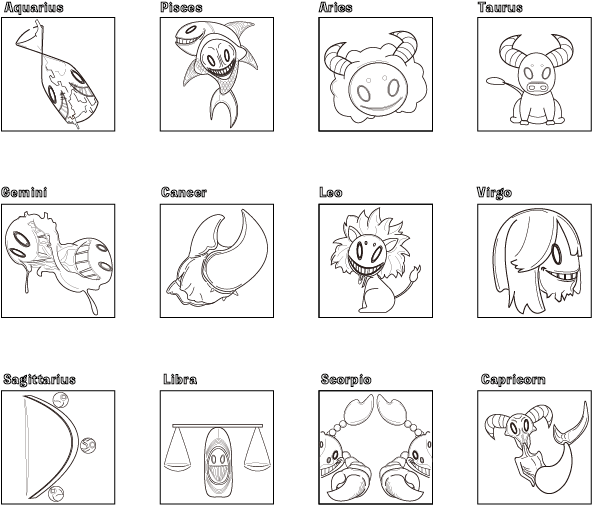 Aquarius
Pisces
Aries
Taurus
Gemini
Cancer
Leo
Virgo
Sagittarius
Libra
Scorpio
Capricorn